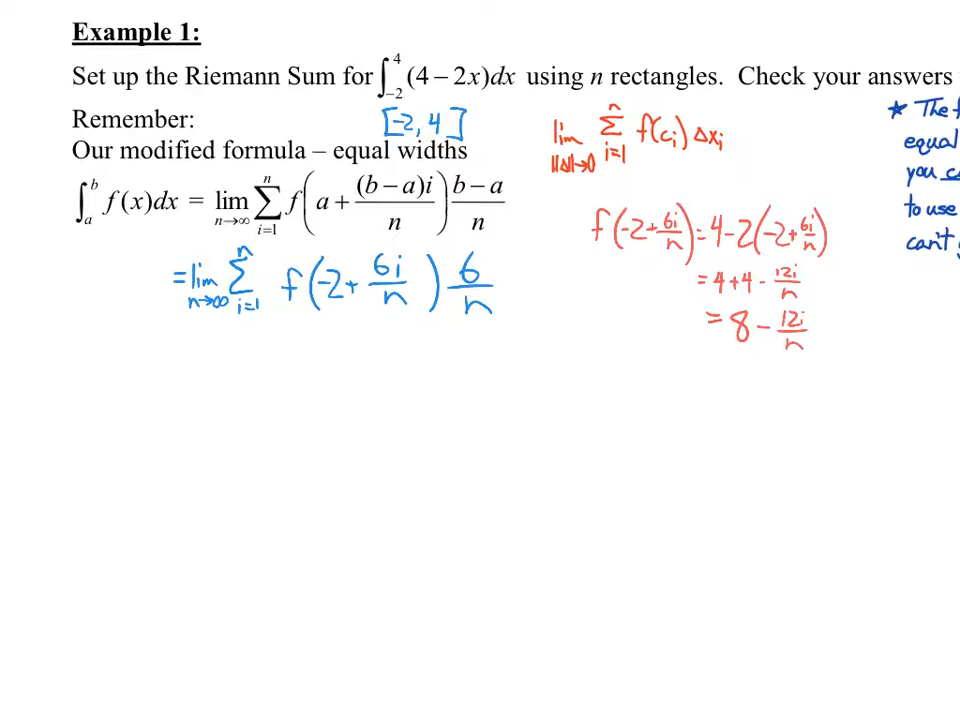 Example 1:
Set up the Riemann Sum for ∫_{-2}^{4} (4 − 2x)dx using n rectangles. Check your answers
Remember:
[-2, 4]
Our modified formula – equal widths
∫_a^b f(x)dx = lim_{n→∞} Σ_{i=1}^{n} f(a + (b − a)i / n) (b − a)/n
= lim_{n→∞} Σ_{i=1}^{n} f(-2 + 6i/n) 6/n
lim_{||Δ||→0} Σ_{i=1}^{n} f(c_i) Δx_i
f(-2 + 6i/n) = 4 - 2(-2 + 6i/n)
= 4 + 4 - 12i/n
= 8 - 12i/n
★ The
equal
you
to use
can't